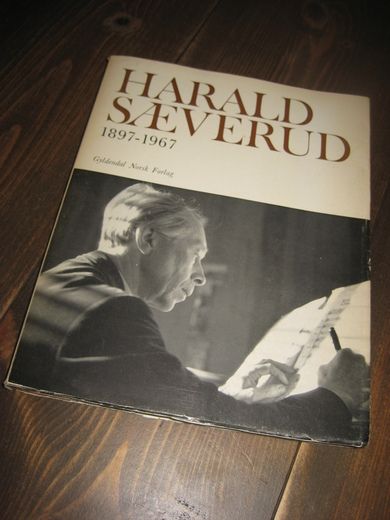 HARALD
SÆVERUD
1897-1967
Gyldendal Norsk Forlag